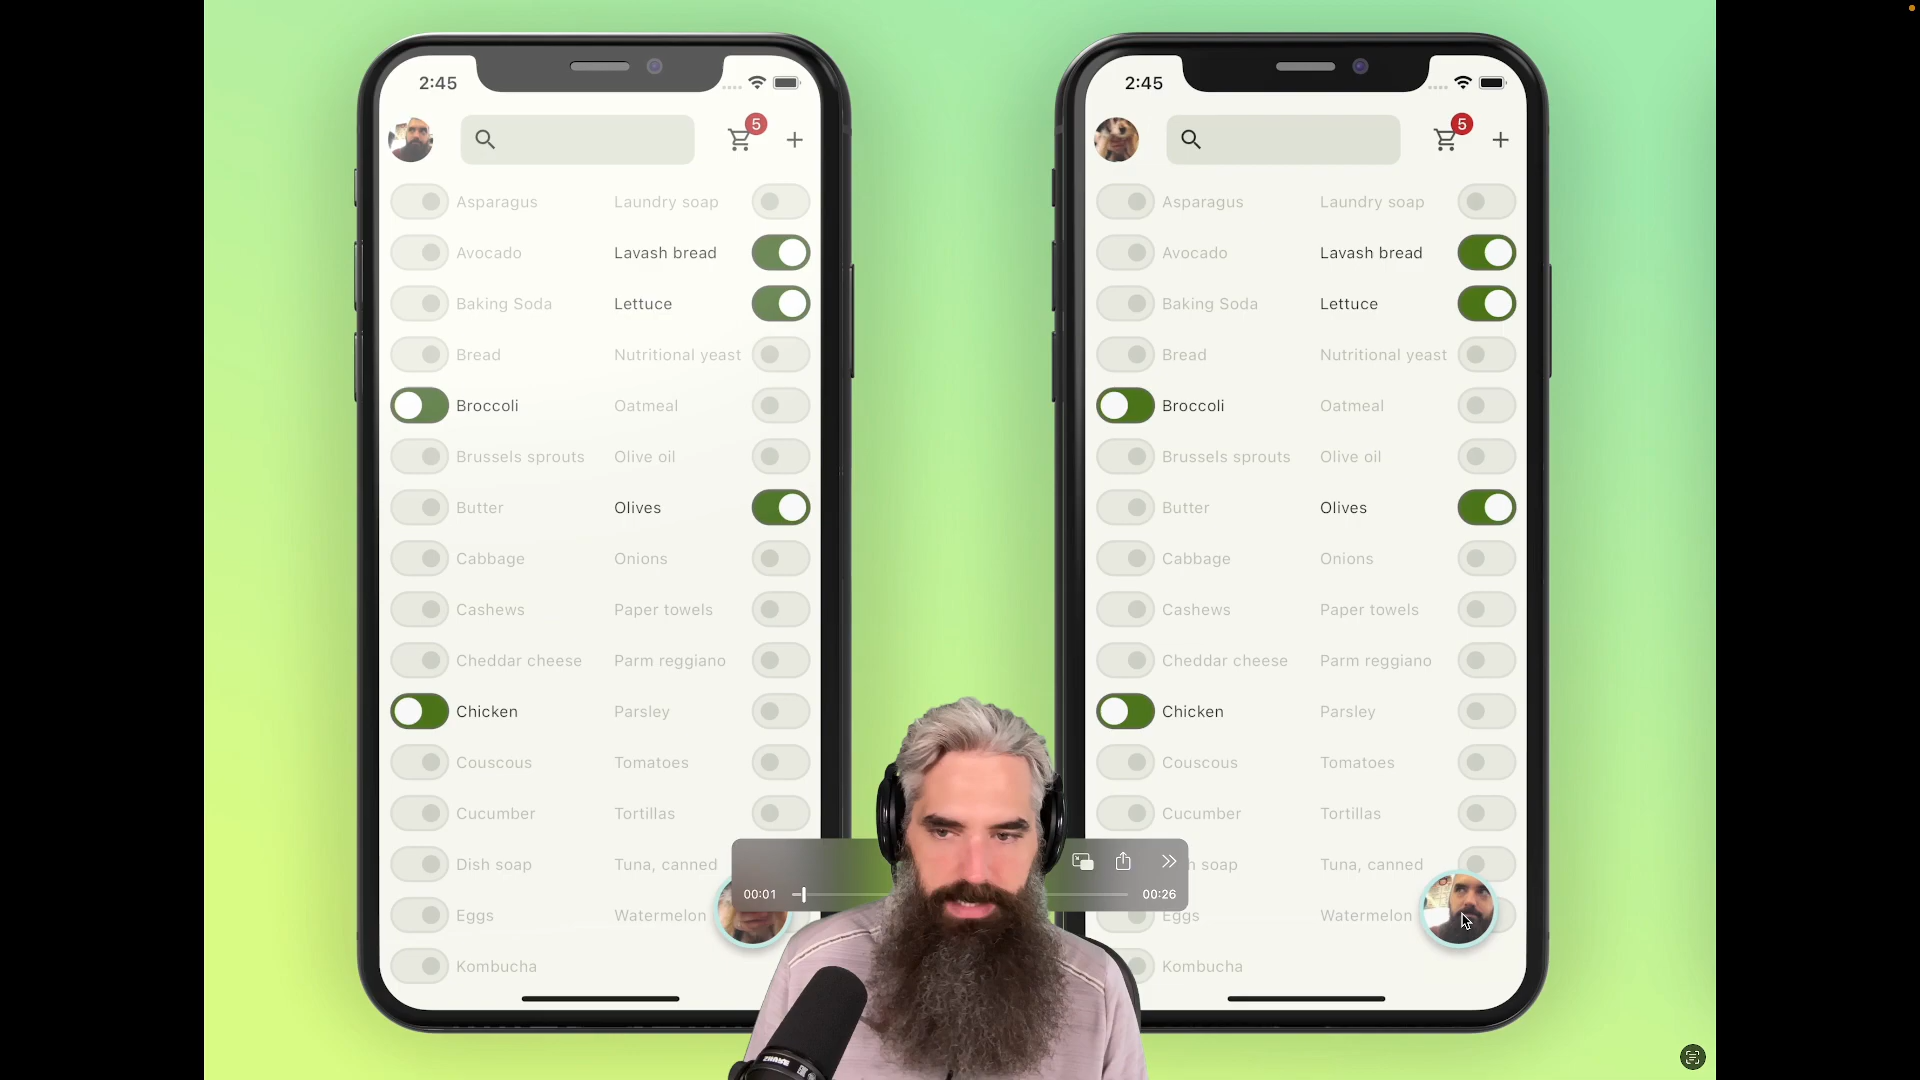 2:45
5
Asparagus Laundry soap
Avocado Lavash bread
Baking Soda Lettuce
Bread Nutritional yeast
Broccoli Oatmeal
Brussels sprouts Olive oil
Butter Olives
Cabbage Onions
Cashews Paper towels
Cheddar cheese Parm reggiano
Chicken Parsley
Couscous Tomatoes
Cucumber Tortillas
Dish soap Tuna, canned
Eggs Watermelon
Kombucha
2:45
5
Asparagus Laundry soap
Avocado Lavash bread
Baking Soda Lettuce
Bread Nutritional yeast
Broccoli Oatmeal
Brussels sprouts Olive oil
Butter Olives
Cabbage Onions
Cashews Paper towels
Cheddar cheese Parm reggiano
Chicken Parsley
Couscous Tomatoes
Cucumber Tortillas
soap Tuna, canned
Eggs Watermelon
Kombucha
00:01 00:26